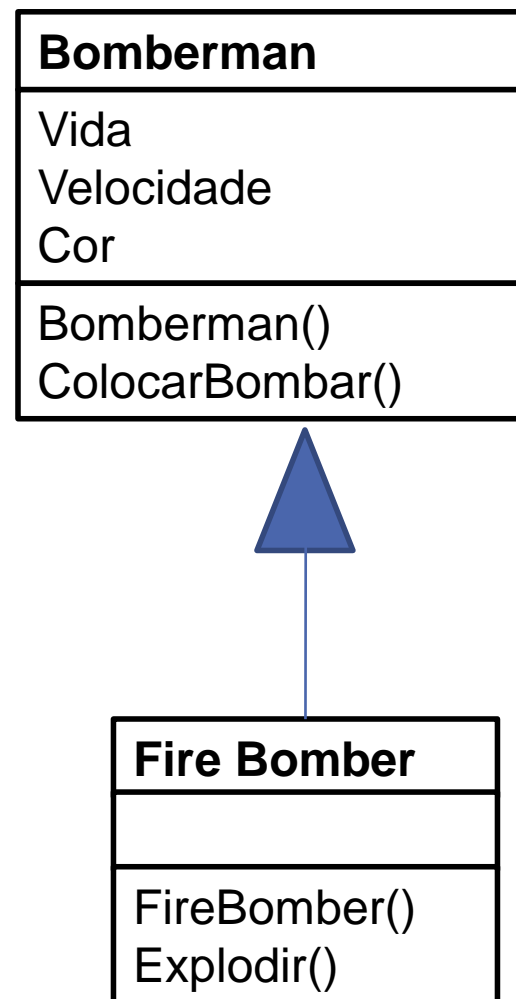 Bomberman
Vida
Velocidade
Cor
Bomberman()
ColocarBombar()
Fire Bomber
FireBomber()
Explodir()